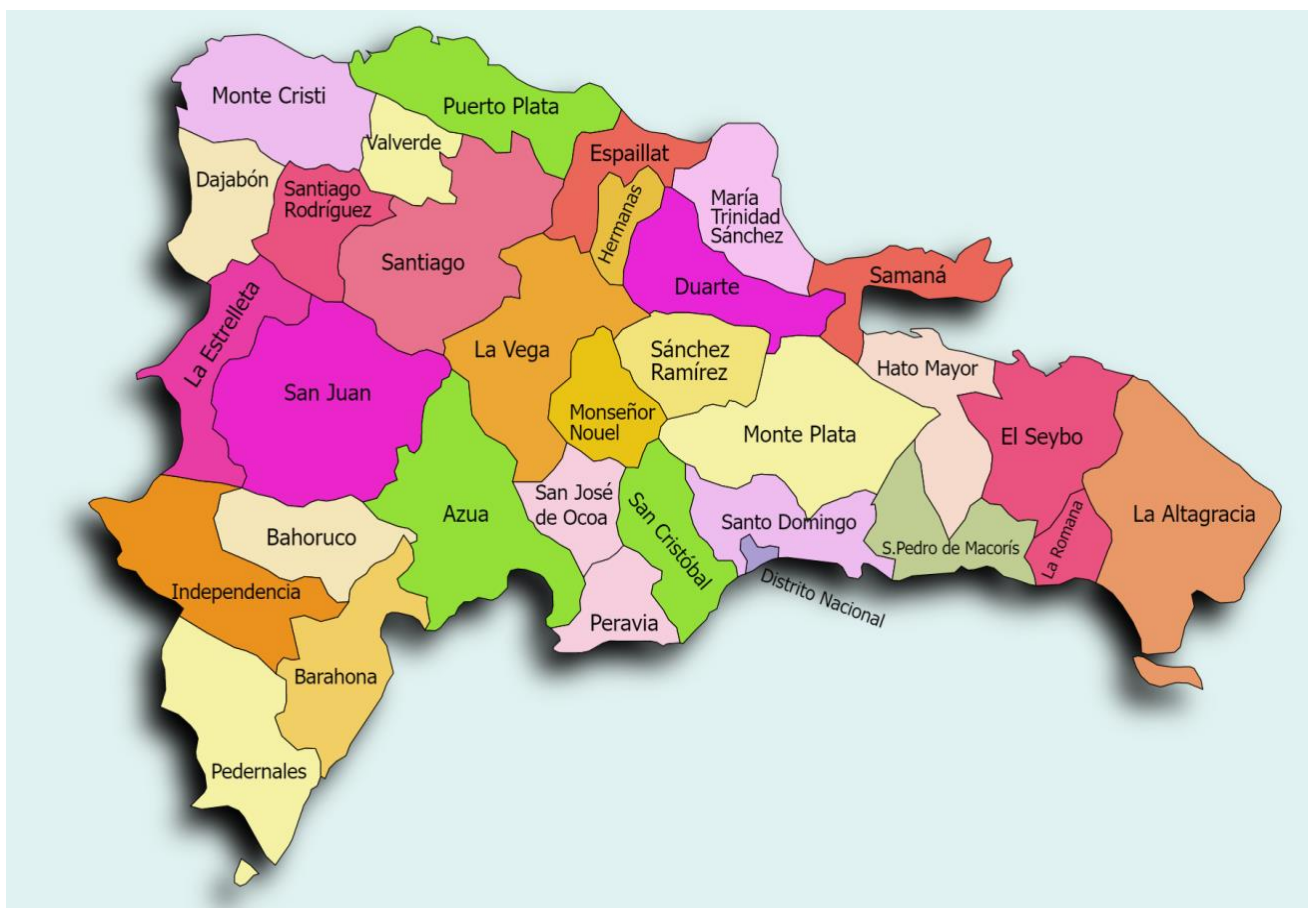 Monte Cristi
Puerto Plata
Valverde
Espaillat
Dajabón
Santiago
Rodríguez
María
Trinidad
Sánchez
Hermanas
Santiago
Duarte
Samaná
La Estrelleta
La Vega
Sánchez
Ramírez
Hato Mayor
San Juan
Monseñor
Nouel
Monte Plata
El Seybo
San José
de Ocoa
Azua
San Cristóbal
Santo Domingo
La Altagracia
Bahoruco
S.Pedro de Macorís
La Romana
Independencia
Distrito Nacional
Peravia
Barahona
Pedernales